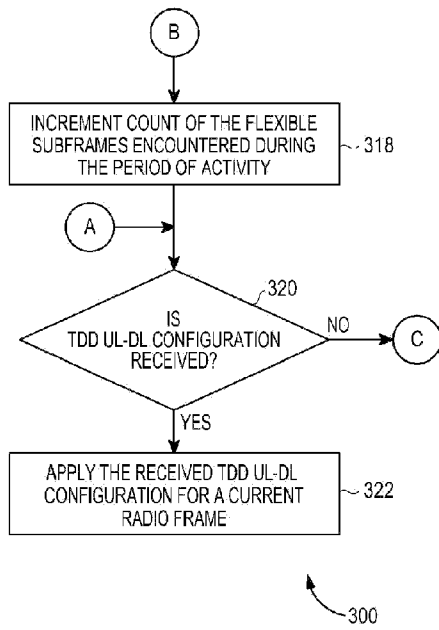 B
INCREMENT COUNT OF THE FLEXIBLE
SUBFRAMES ENCOUNTERED DURING
THE PERIOD OF ACTIVITY
318
A
320
IS
TDD UL-DL CONFIGURATION
RECEIVED?
NO
C
YES
APPLY THE RECEIVED TDD UL-DL
CONFIGURATION FOR A CURRENT
RADIO FRAME
322
300